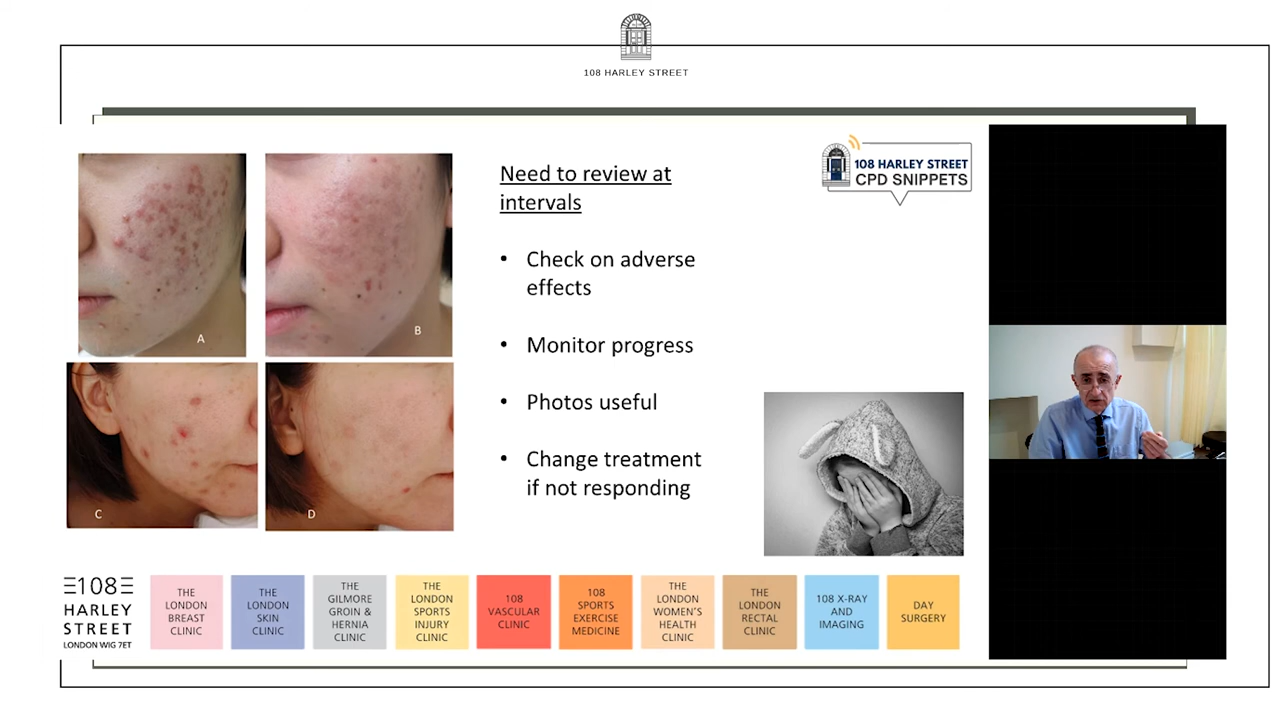 108 HARLEY STREET
Need to review at
intervals
• Check on adverse
effects
• Monitor progress
• Photos useful
• Change treatment
if not responding
108 HARLEY STREET
CPD SNIPPETS
A
B
C
D
108
HARLEY
STREET
LONDON W1G 7ET
THE
LONDON
BREAST
CLINIC
THE
LONDON
SKIN
CLINIC
THE
GILMORE
GROIN &
HERNIA
CLINIC
THE
LONDON
SPORTS
INJURY
CLINIC
108
VASCULAR
CLINIC
108
SPORTS
EXERCISE
MEDICINE
THE
LONDON
WOMEN'S
HEALTH
CLINIC
THE
LONDON
RECTAL
CLINIC
108 X-RAY
AND
IMAGING
DAY
SURGERY